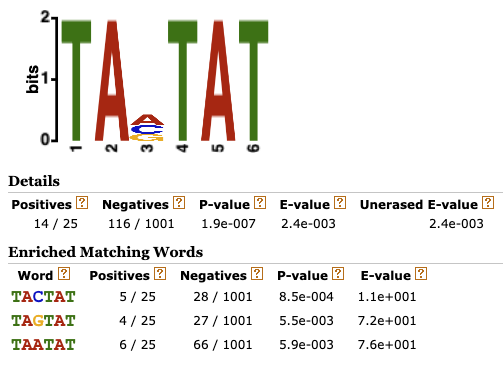 2
bits
1
0
TA TAT
A
C
G
1 2 3 4 5 6
Details
Positives ? Negatives ? P-value ? E-value ? Unerased E-value ?
14 / 25 116 / 1001 1.9e-007 2.4e-003 2.4e-003
Enriched Matching Words
Word ? Positives ? Negatives ? P-value ? E-value ?
TACTAT 5 / 25 28 / 1001 8.5e-004 1.1e+001
TAGTAT 4 / 25 27 / 1001 5.5e-003 7.2e+001
TAATAT 6 / 25 66 / 1001 5.9e-003 7.6e+001